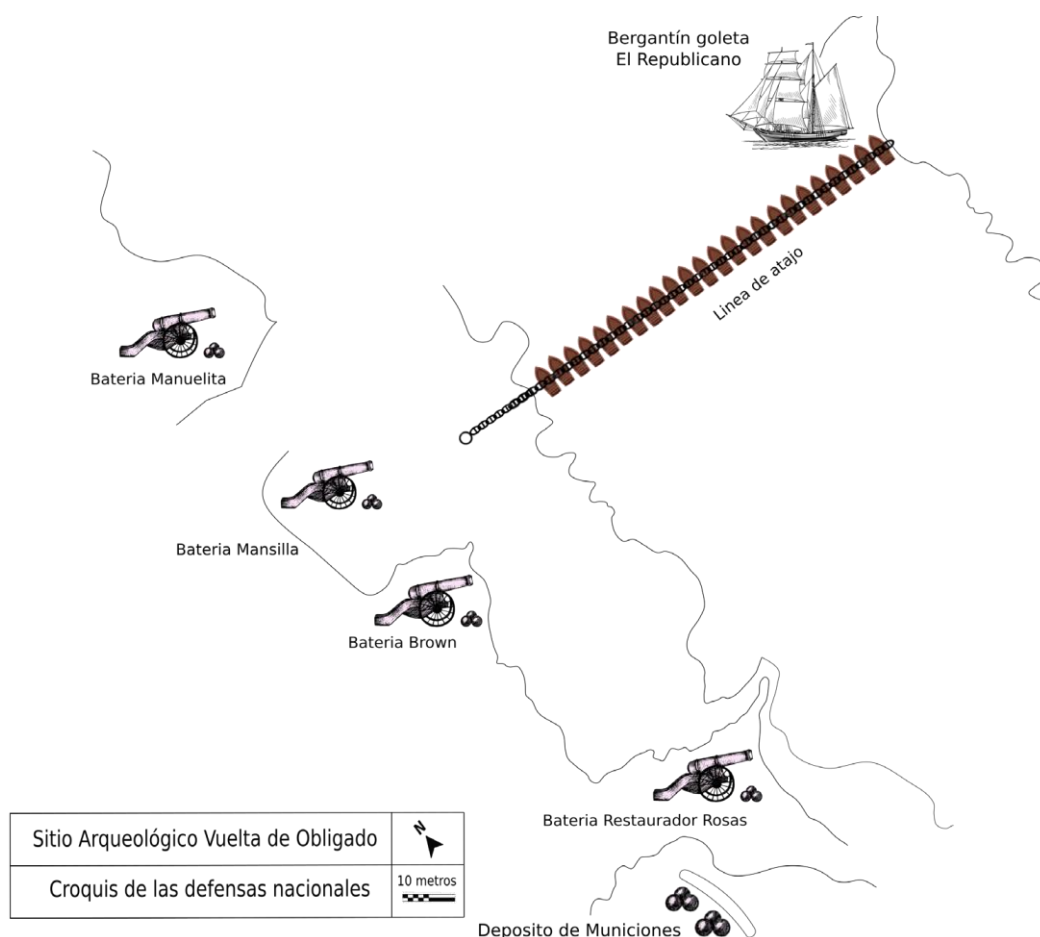 Bergantín goleta
El Republicano
Linea de atajo
Bateria Manuelita
Bateria Mansilla
Bateria Brown
Bateria Restaurador Rosas
Deposito de Municiones
Sitio Arqueológico Vuelta de Obligado
N
Croquis de las defensas nacionales
10 metros